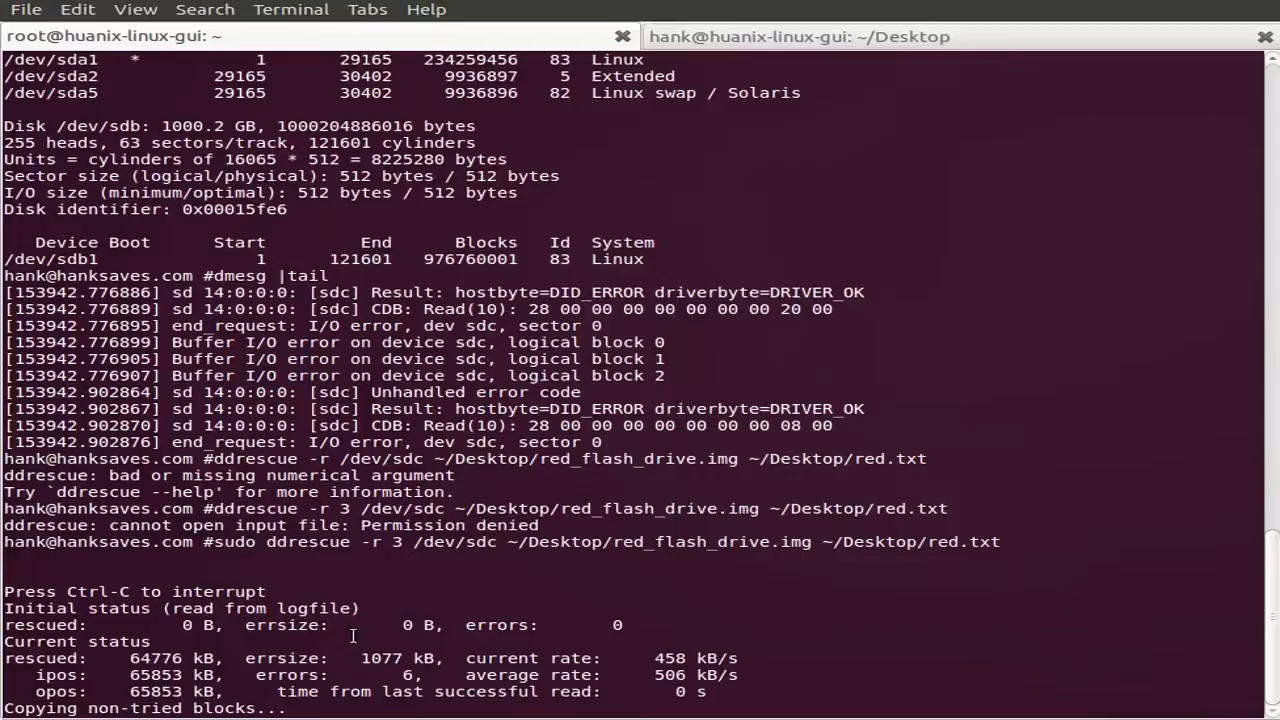 File Edit View Search Terminal Tabs Help
root@huanix-linux-gui: ~ hank@huanix-linux-gui: ~/Desktop
/dev/sda1 * 1 29165 234259456 83 Linux
/dev/sda2 29165 30402 9936897 5 Extended
/dev/sda5 29165 30402 9936896 82 Linux swap / Solaris
Disk /dev/sdb: 1000.2 GB, 1000204886016 bytes
255 heads, 63 sectors/track, 121601 cylinders
Units = cylinders of 16065 * 512 = 8225280 bytes
Sector size (logical/physical): 512 bytes / 512 bytes
I/O size (minimum/optimal): 512 bytes / 512 bytes
Disk identifier: 0x00015fe6
Device Boot Start End Blocks Id System
/dev/sdb1 1 121601 976760001 83 Linux
hank@hanksaves.com #dmesg |tail
[153942.776886] sd 14:0:0:0: [sdc] Result: hostbyte=DID_ERROR driverbyte=DRIVER_OK
[153942.776889] sd 14:0:0:0: [sdc] CDB: Read(10): 28 00 00 00 00 00 00 00 20 00
[153942.776895] end_request: I/O error, dev sdc, sector 0
[153942.776899] Buffer I/O error on device sdc, logical block 0
[153942.776905] Buffer I/O error on device sdc, logical block 1
[153942.776907] Buffer I/O error on device sdc, logical block 2
[153942.902864] sd 14:0:0:0: [sdc] Unhandled error code
[153942.902867] sd 14:0:0:0: [sdc] Result: hostbyte=DID_ERROR driverbyte=DRIVER_OK
[153942.902870] sd 14:0:0:0: [sdc] CDB: Read(10): 28 00 00 00 00 00 00 00 08 00
[153942.902876] end_request: I/O error, dev sdc, sector 0
hank@hanksaves.com #ddrescue -r /dev/sdc ~/Desktop/red_flash_drive.img ~/Desktop/red.txt
ddrescue: bad or missing numerical argument
Try `ddrescue --help' for more information.
hank@hanksaves.com #ddrescue -r 3 /dev/sdc ~/Desktop/red_flash_drive.img ~/Desktop/red.txt
ddrescue: cannot open input file: Permission denied
hank@hanksaves.com #sudo ddrescue -r 3 /dev/sdc ~/Desktop/red_flash_drive.img ~/Desktop/red.txt
Press Ctrl-C to interrupt
Initial status (read from logfile)
rescued: 0 B, errsize: 0 B, errors: 0
Current status
rescued: 64776 kB, errsize: 1077 kB, current rate: 458 kB/s
ipos: 65853 kB, errors: 6, average rate: 506 kB/s
opos: 65853 kB, time from last successful read: 0 s
Copying non-tried blocks...